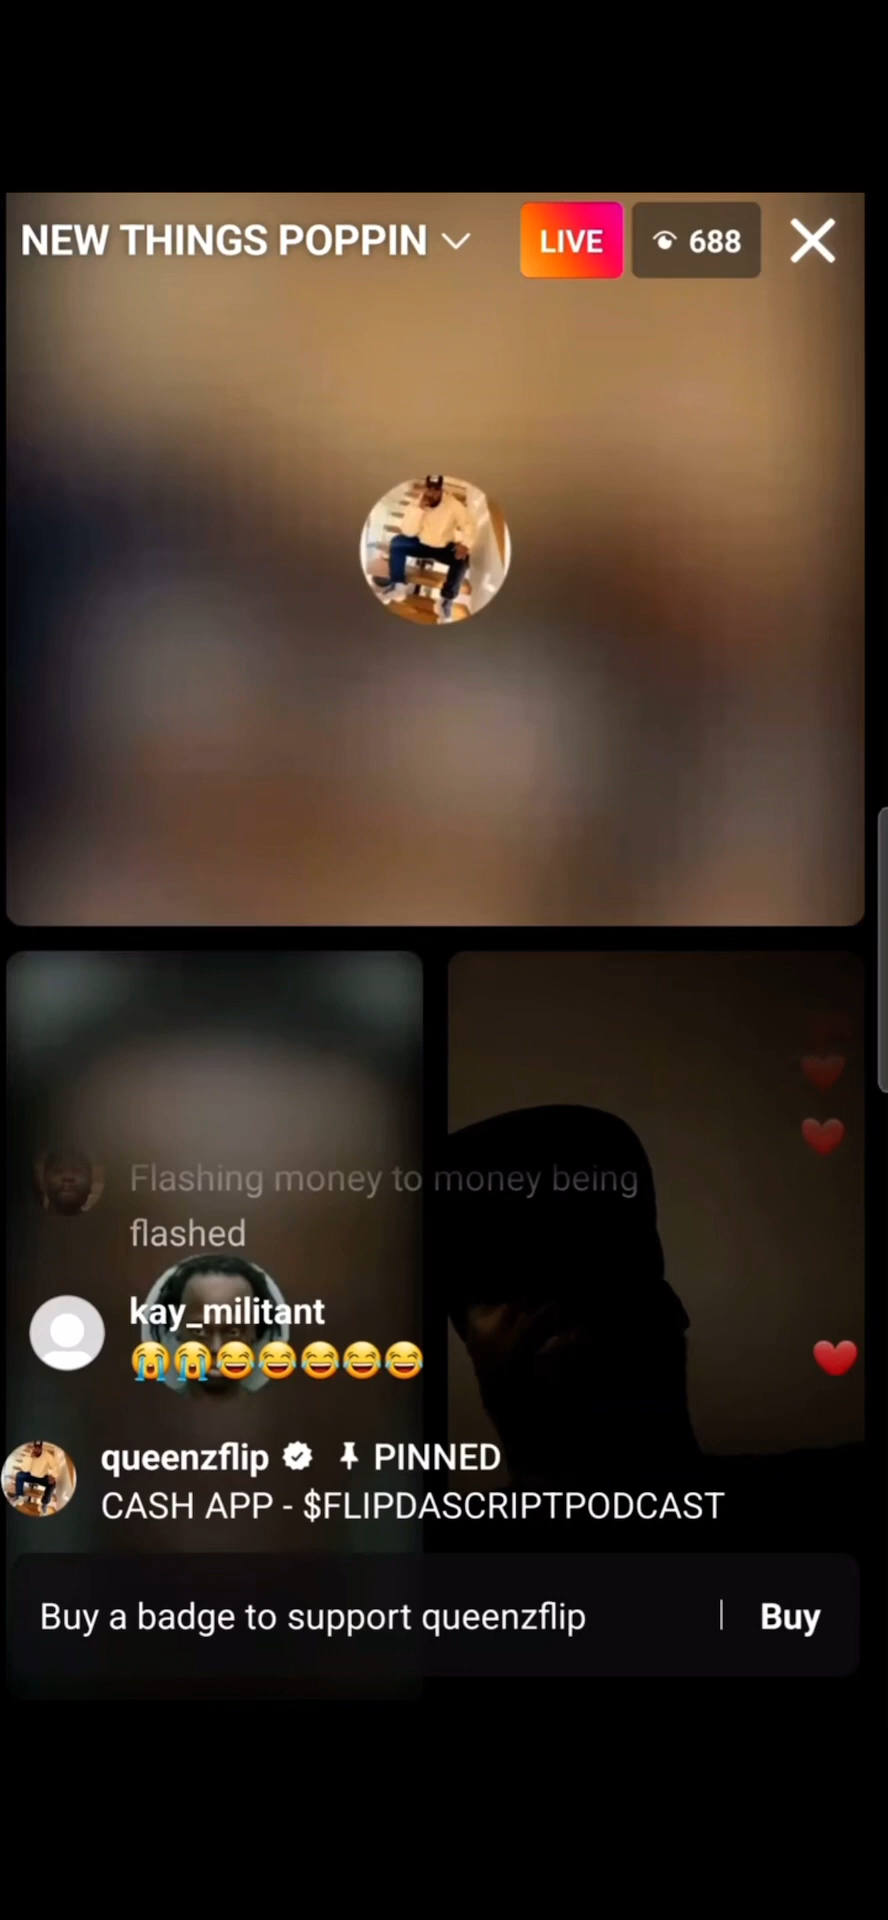 NEW THINGS POPPIN
LIVE
688
Flashing money to money being
flashed
kay_militant
😭😭😂😂😂😂😂
queenzflip PINNED
CASH APP - $FLIPDASCRIPTPODCAST
Buy a badge to support queenzflip | Buy